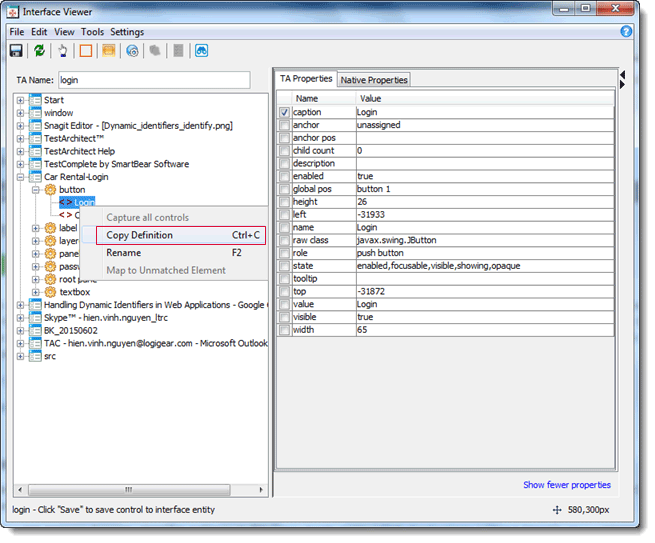 Interface Viewer
File Edit View Tools Settings
TA Name: login
Start
window
Snagit Editor - [Dynamic_identifiers_identify.png]
TestArchitect™
TestArchitect Help
TestComplete by SmartBear Software
Car Rental-Login
button
< > Login
< > C
label
layer
pane
passw
root pane
textbox
Handling Dynamic Identifiers in Web Applications - Google C
Skype™ - hien.vinh.nguyen_ltrc
BK_20150602
TAC - hien.vinh.nguyen@logigear.com - Microsoft Outlook
src
Capture all controls
Copy Definition Ctrl+C
Rename F2
Map to Unmatched Element
TA Properties Native Properties
Name Value
caption Login
anchor unassigned
anchor pos
child count 0
description
enabled true
global pos button 1
height 26
left -31933
name Login
raw class javax.swing.JButton
role push button
state enabled,focusable,visible,showing,opaque
tooltip
top -31872
value Login
visible true
width 65
Show fewer properties
login - Click "Save" to save control to interface entity
580,300px